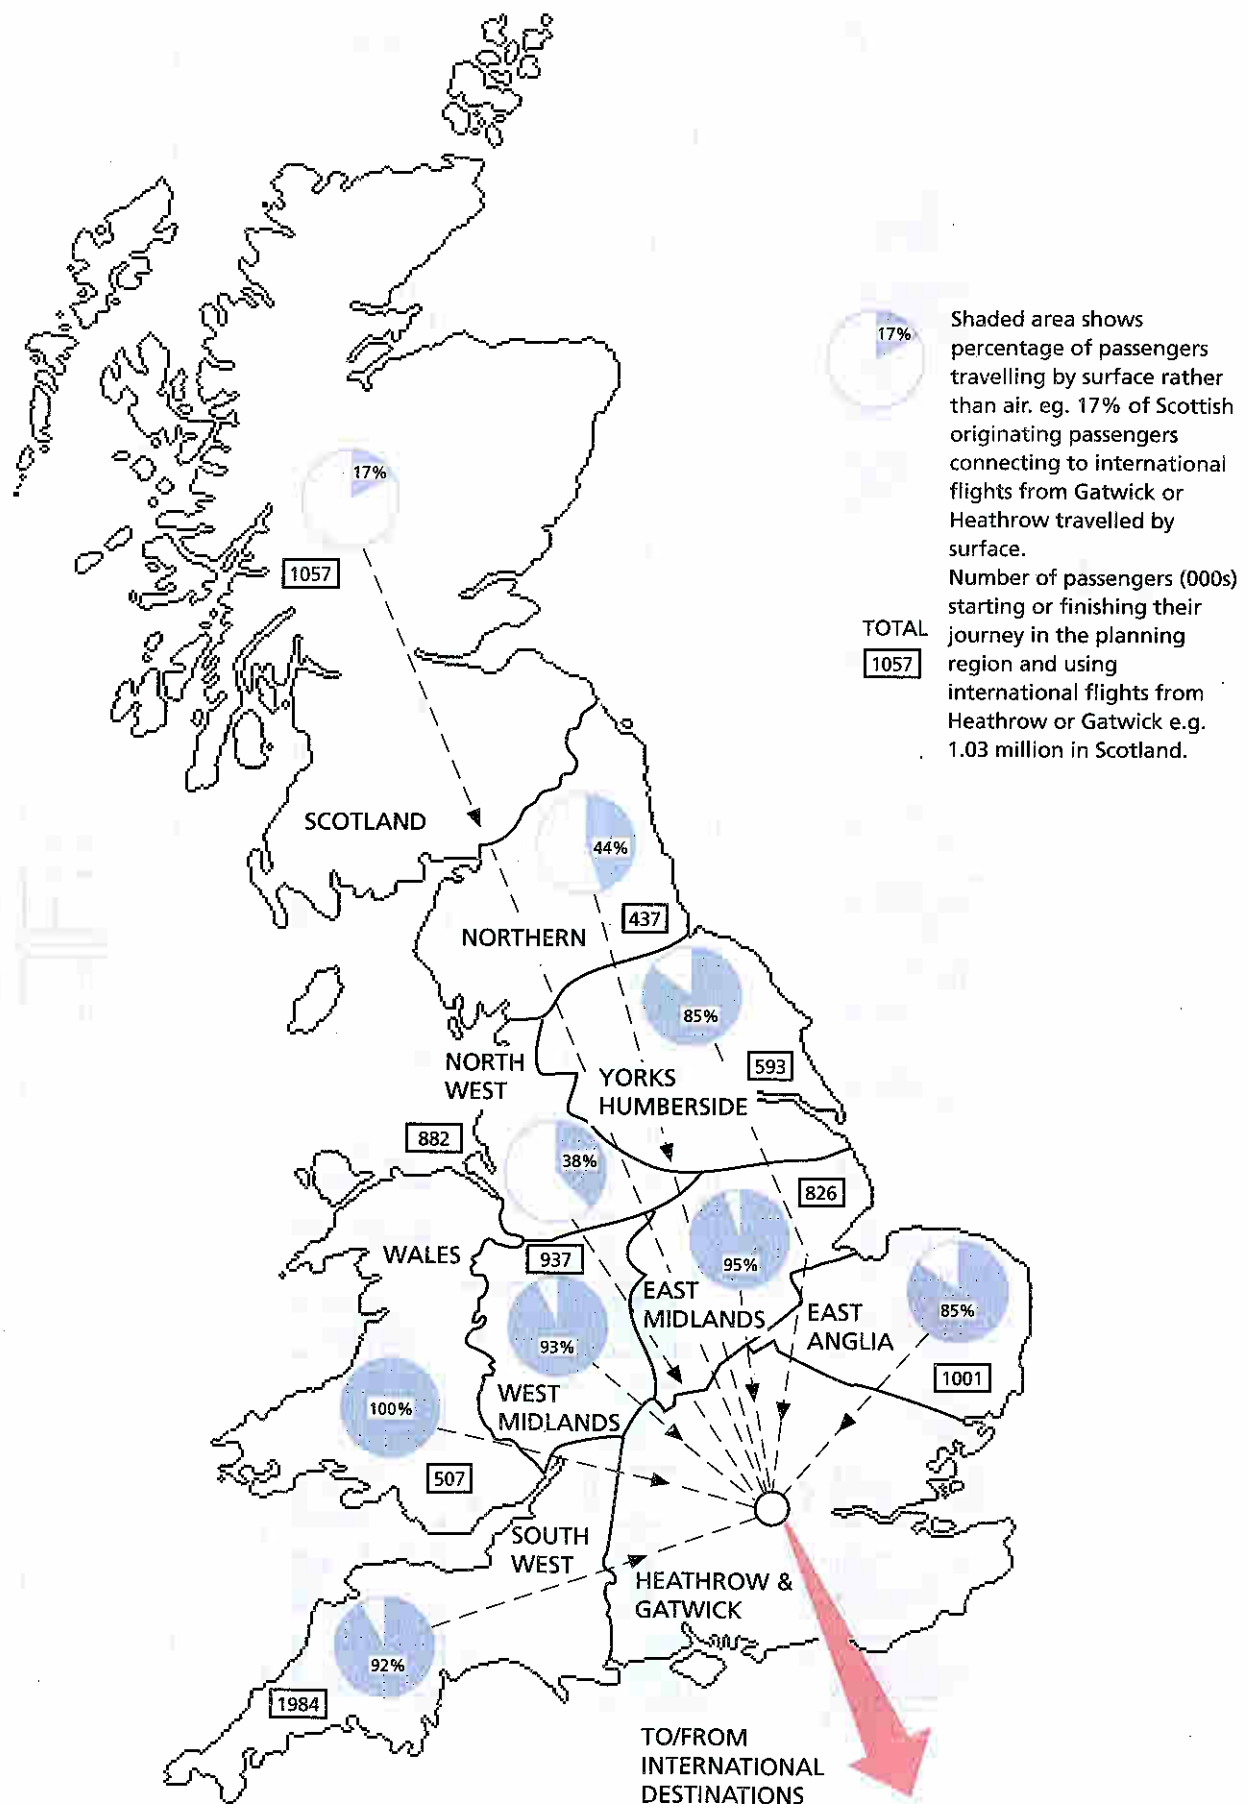 17%
Shaded area shows
percentage of passengers
travelling by surface rather
than air. eg. 17% of Scottish
originating passengers
connecting to international
flights from Gatwick or
Heathrow travelled by
surface.
Number of passengers (000s)
starting or finishing their
journey in the planning
region and using
international flights from
Heathrow or Gatwick e.g.
1.03 million in Scotland.
TOTAL
1057
17%
1057
SCOTLAND
44%
437
NORTHERN
85%
593
NORTH
WEST
YORKS
HUMBERSIDE
882
38%
826
WALES
937
95%
EAST
MIDLANDS
85%
EAST
ANGLIA
93%
1001
WEST
MIDLANDS
100%
507
SOUTH
WEST
HEATHROW &
GATWICK
92%
1984
TO/FROM
INTERNATIONAL
DESTINATIONS